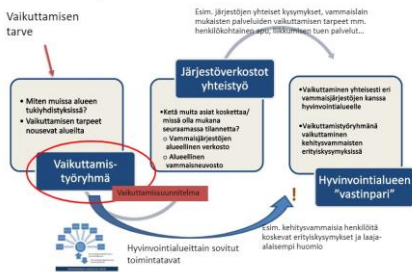 Vaikuttamisen
tarve
Esim. järjestöjen yhteiset kysymykset, vammaislain
mukaisten palveluiden vaikuttamisen tarpeet mm.
henkilökohtainen apu, liikkumisen tuen palvelut...
Järjestöverkostot
yhteistyö
• Miten muissa alueen
tukiyhdistyksissä?
• Vaikuttamisen tarpeet
nousevat alueilta
Vaikuttamis-
työryhmä
• Ketä muita asiat koskettaa/
missä olla mukana
seuraamassa tilannetta?
o Vammaisjärjestöjen
alueellinen verkosto
o Alueellinen
vammaisneuvosto
Vaikuttamissuunnitelma
•Vaikuttaminen yhteisesti eri
vammaisjärjestöjen kanssa
hyvinvointialueelle
•Vaikuttamistyöryhmänä
vaikuttaminen
kehitysvammaisten
erityiskysymyksissä
!
Hyvinvointialueen
"vastinpari"
Hyvinvointialueittain sovitut
toimintatavat
Esim. kehitysvammaisia henkilöitä
koskevat erityiskysymykset ja laaja-
alaisempi huomio